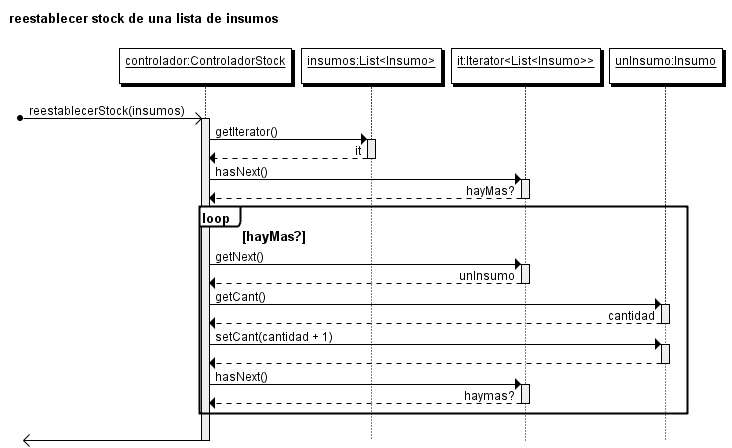 reestablecer stock de una lista de insumos
controlador:ControladorStock
insumos:List<Insumo>
it:Iterator<List<Insumo>>
unInsumo:Insumo
reestablecerStock(insumos)
getIterator()
it
hasNext()
hayMas?
loop
[hayMas?]
getNext()
unInsumo
getCant()
cantidad
setCant(cantidad + 1)
hasNext()
haymas?